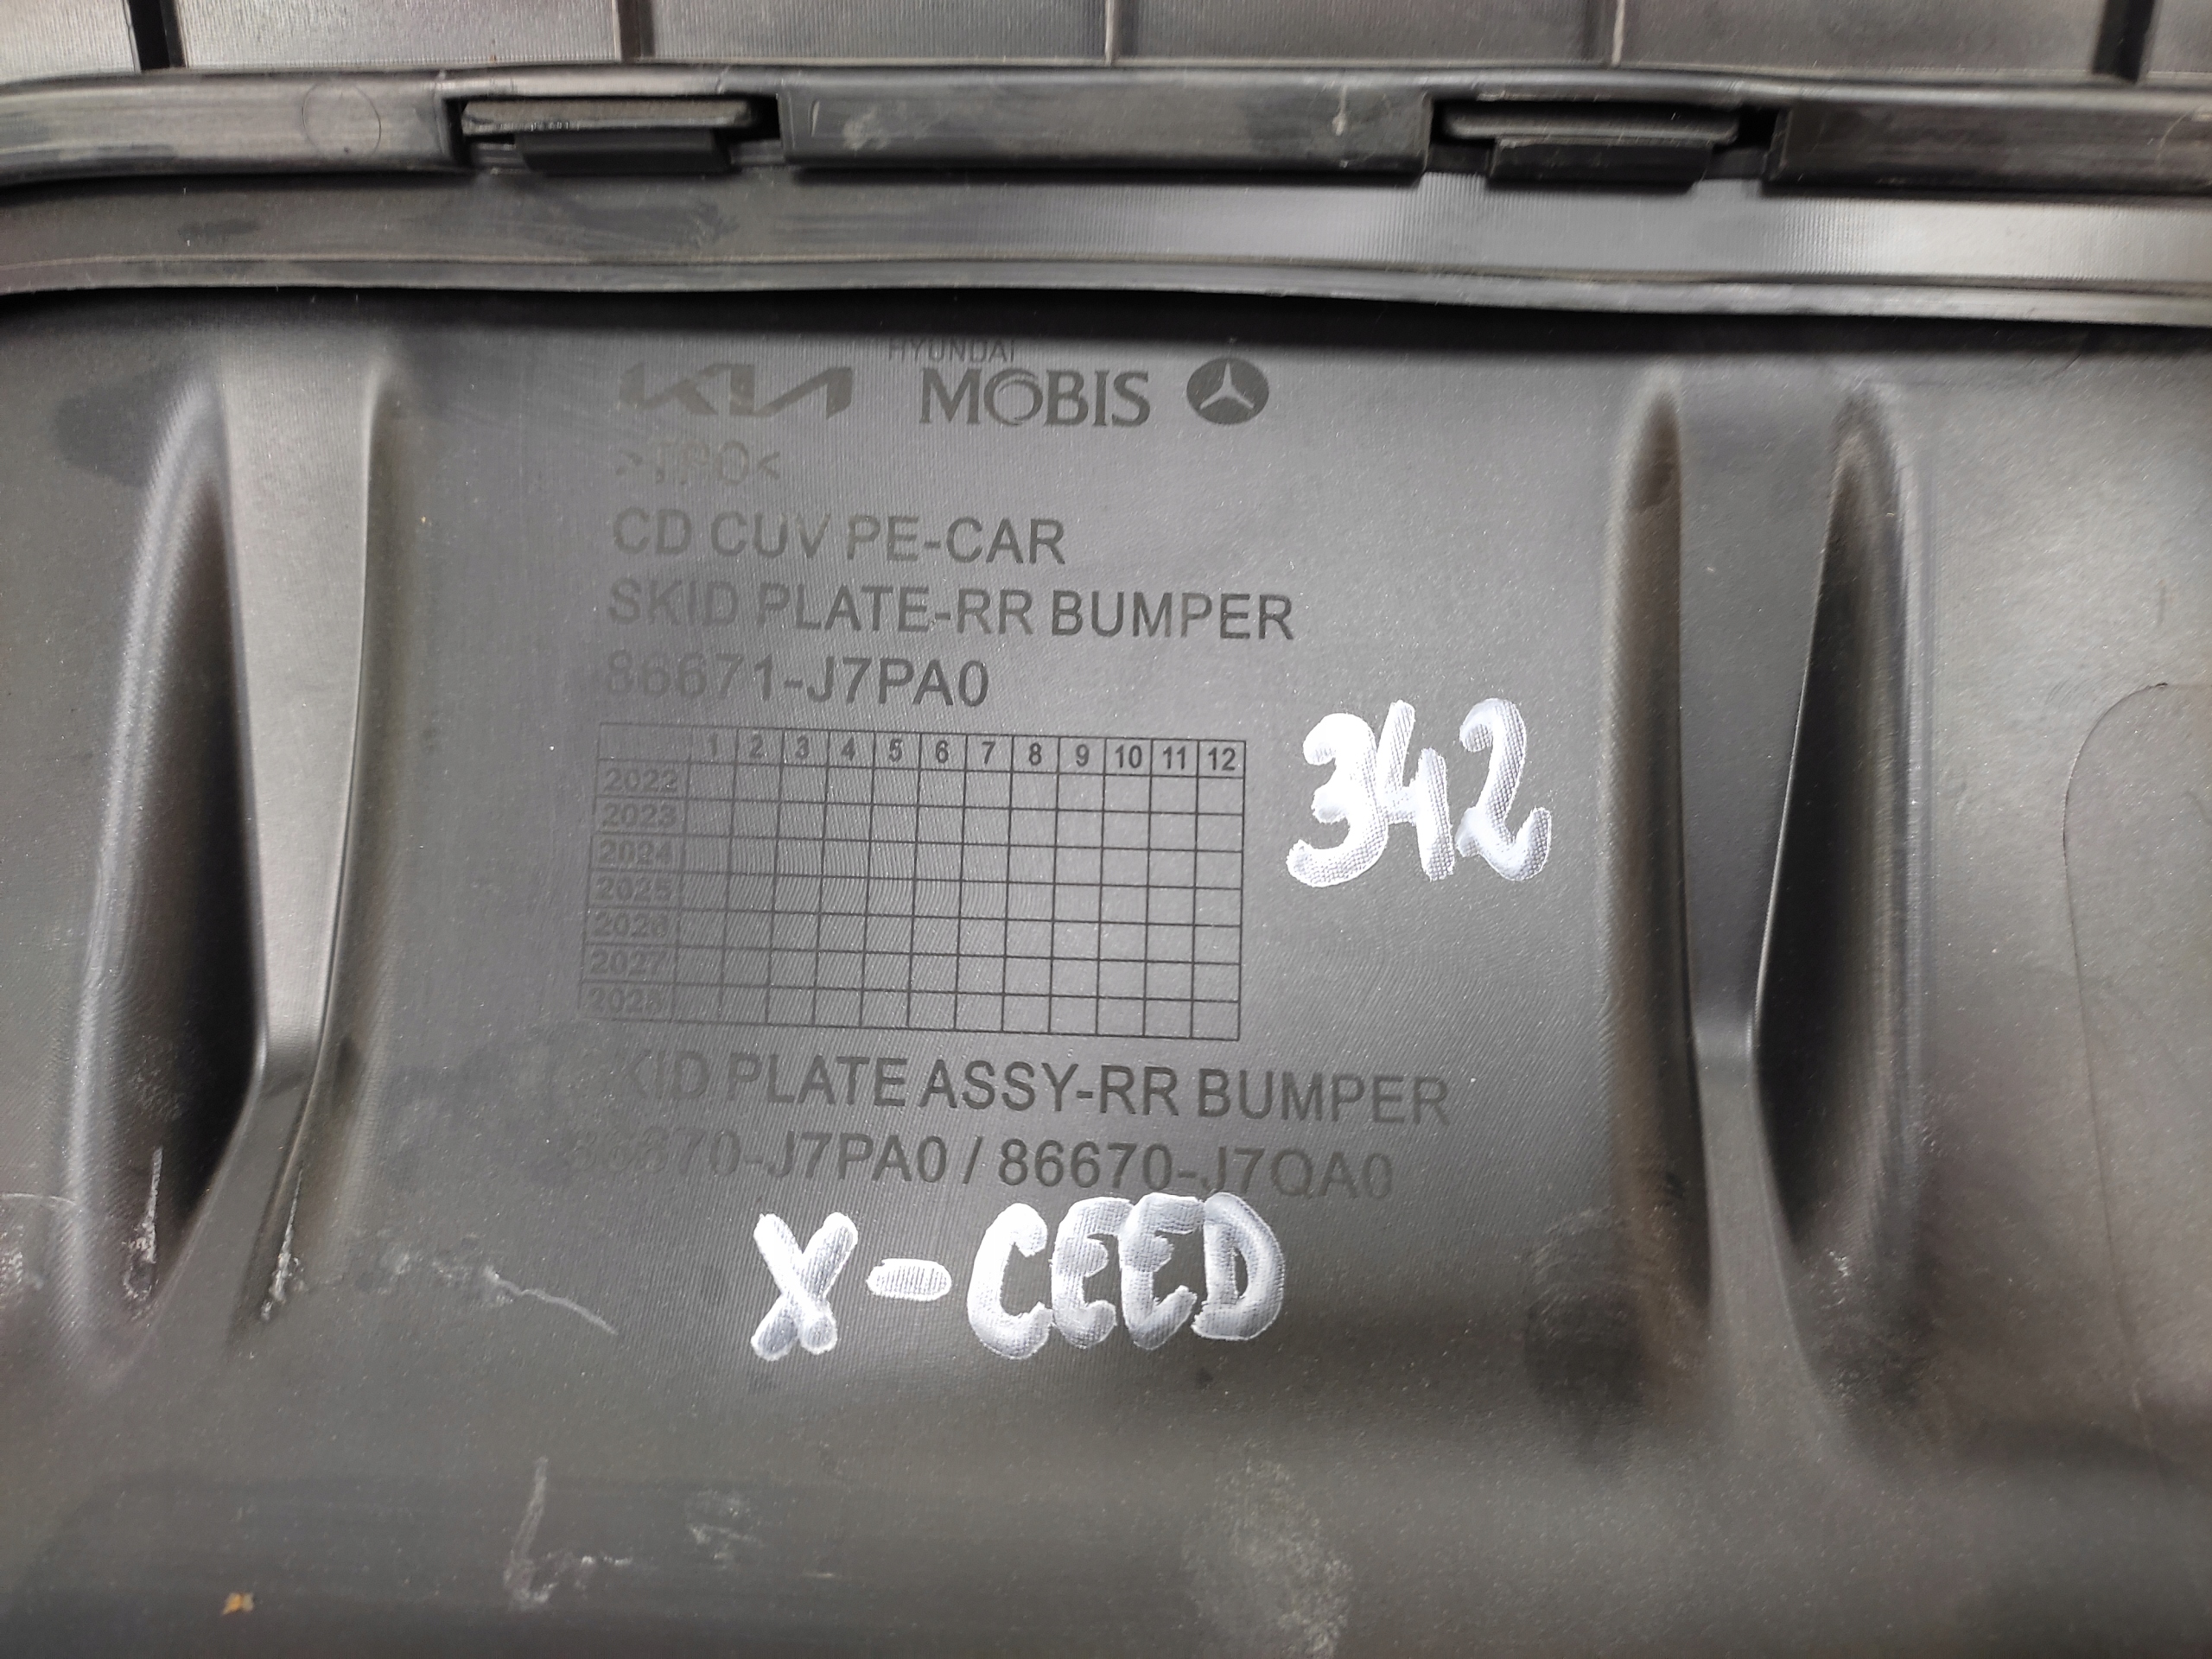 HYUNDAI
KIA MOBIS
>TPO<
CD CUV PE-CAR
SKID PLATE-RR BUMPER
86671-J7PA0
1 2 3 4 5 6 7 8 9 10 11 12
2022
2023
2024
2025
2026
2027
2028
342
SKID PLATE ASSY-RR BUMPER
86670-J7PA0 / 86670-J7QA0
X-CEED